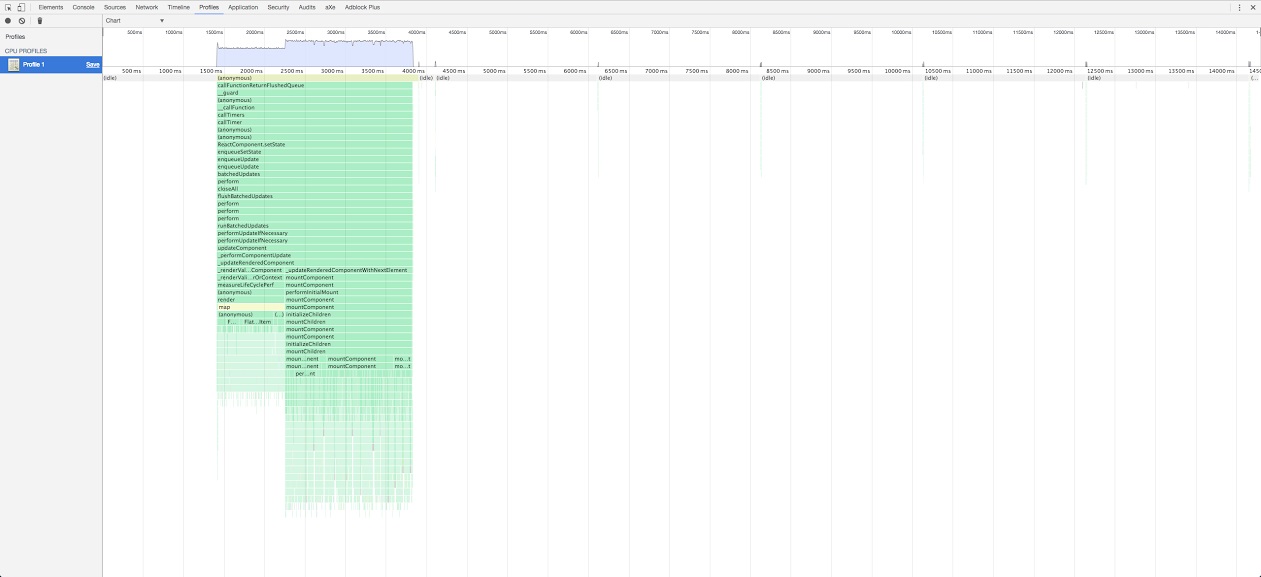 Elements Console Sources Network Timeline Profiles Application Security Audits aXe Adblock Plus
Chart
Profiles
CPU PROFILES
Profile 1 Save
500ms 1000ms 1500ms 2000ms 2500ms 3000ms 3500ms 4000ms 4500ms 5000ms 5500ms 6000ms 6500ms 7000ms 7500ms 8000ms 8500ms 9000ms 9500ms 10000ms 10500ms 11000ms 11500ms 12000ms 12500ms 13000ms 13500ms 14000ms
500 ms 1000 ms 1500 ms 2000 ms 2500 ms 3000 ms 3500 ms 4000 ms 4500 ms 5000 ms 5500 ms 6000 ms 6500 ms 7000 ms 7500 ms 8000 ms 8500 ms 9000 ms 9500 ms 10000 ms 10500 ms 11000 ms 11500 ms 12000 ms 12500 ms 13000 ms 13500 ms 14000 ms 1450
(idle) (anonymous) (idle) (idle) (idle) (idle) (idle) (idle) (...
callFunctionReturnFlushedQueue
__guard
(anonymous)
__callFunction
callTimers
callTimer
(anonymous)
(anonymous)
ReactComponent.setState
enqueueSetState
enqueueUpdate
enqueueUpdate
batchedUpdates
perform
closeAll
flushBatchedUpdates
perform
perform
perform
runBatchedUpdates
performUpdateIfNecessary
performUpdateIfNecessary
updateComponent
_performComponentUpdate
_updateRenderedComponent
_renderVal...Component _updateRenderedComponentWithNextElement
_renderVali...rOrContext mountComponent
measureLifeCyclePerf mountComponent
(anonymous) performInitialMount
render mountComponent
map mountComponent
(anonymous) (...) initializeChildren
F... Flat...Item mountChildren
mountComponent
mountComponent
initializeChildren
mountChildren
moun...nent mountComponent mo...t
moun...nent mountComponent mo...t
per...nt